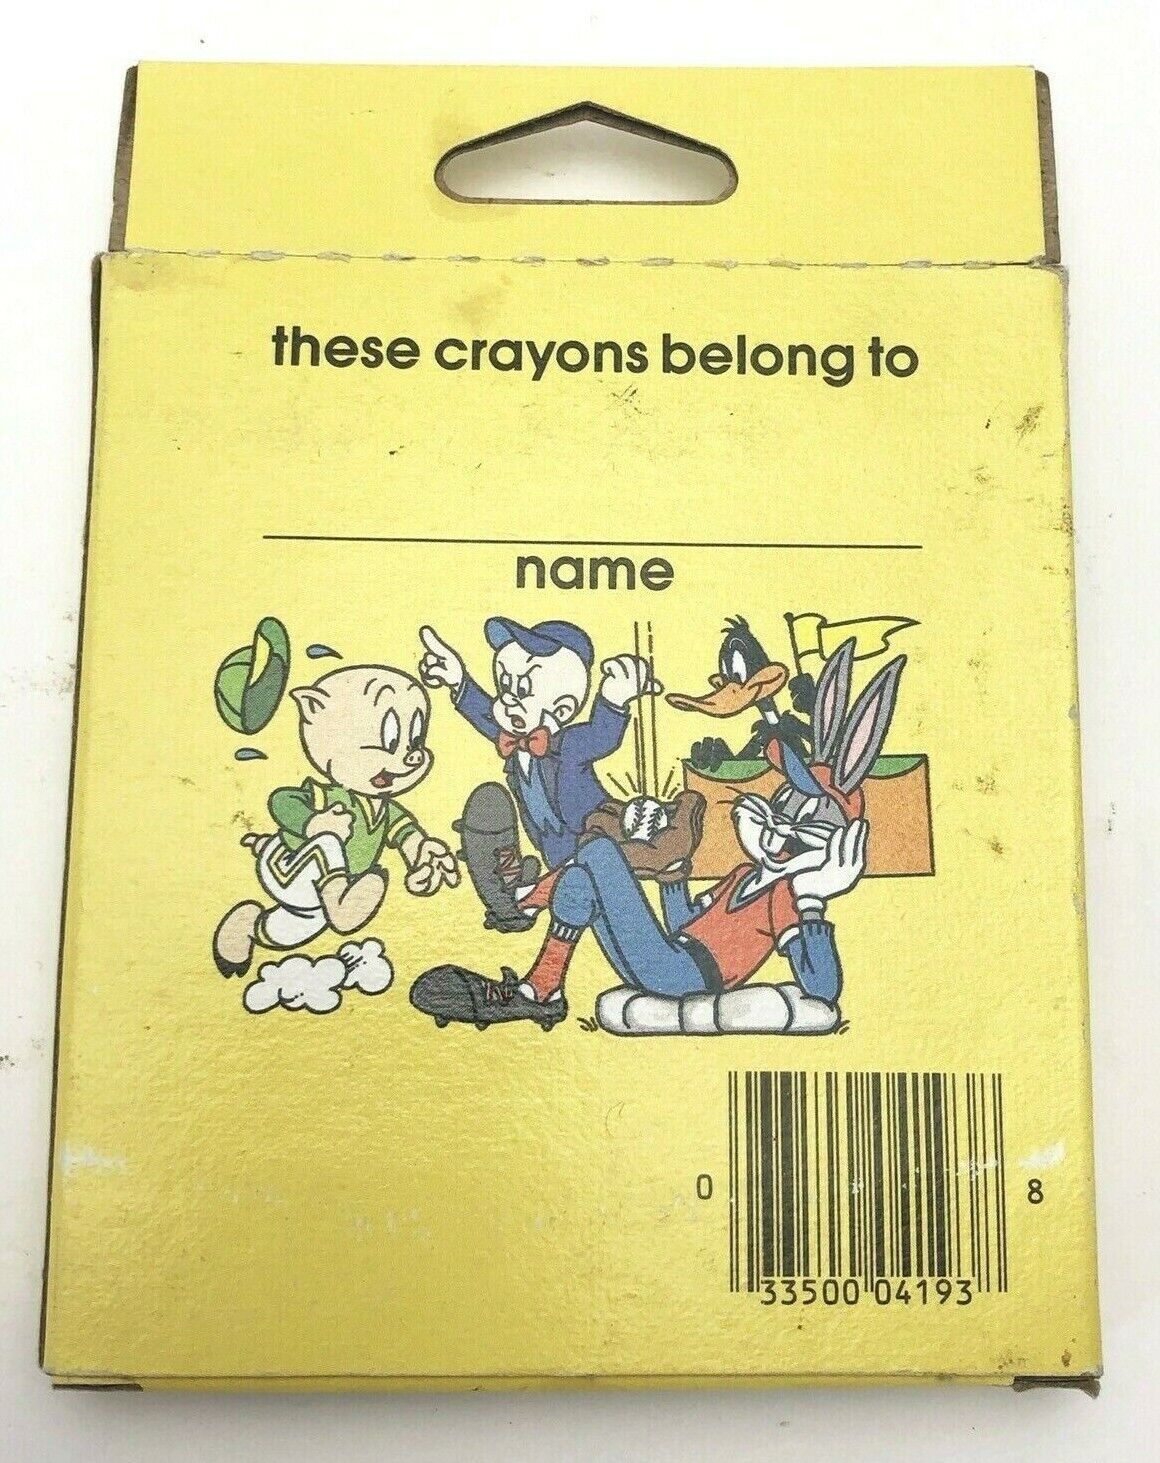 these crayons belong to
name
0 33500 04193 8